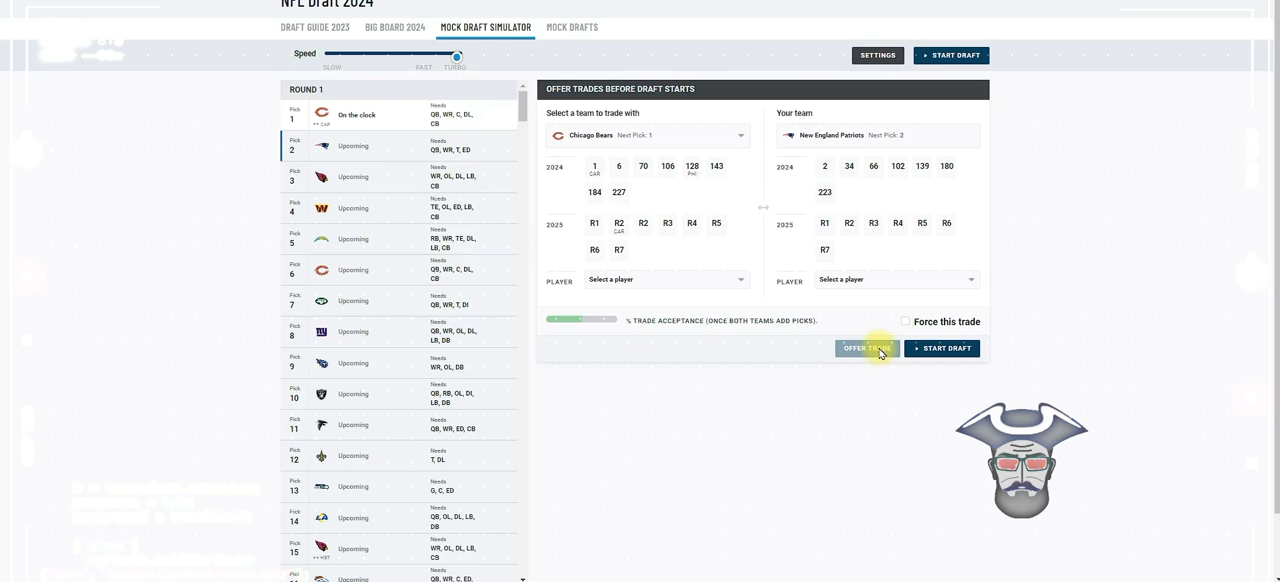 NFL Draft 2024
DRAFT GUIDE 2023 BIG BOARD 2024 MOCK DRAFT SIMULATOR MOCK DRAFTS
Speed
SLOW FAST TURBO
SETTINGS START DRAFT
ROUND 1
Pick 1 CAR On the clock Needs QB, WR, C, DL,
CB
Pick 2 Upcoming Needs QB, WR, T, ED
Pick 3 Upcoming Needs WR, OL, DL, LB,
CB
Pick 4 Upcoming Needs TE, OL, ED, LB,
CB
Pick 5 Upcoming Needs RB, WR, TE, DL,
LB, CB
Pick 6 Upcoming Needs QB, WR, C, DL,
CB
Pick 7 Upcoming Needs QB, WR, T, DI
Pick 8 Upcoming Needs QB, WR, OL, DL,
LB, DB
Pick 9 Upcoming Needs WR, OL, DB
Pick 10 Upcoming Needs QB, RB, OL, DI,
LB, DB
Pick 11 Upcoming Needs QB, WR, ED, CB
Pick 12 Upcoming Needs T, DL
Pick 13 Upcoming Needs G, C, ED
Pick 14 Upcoming Needs QB, OL, DL, LB,
DB
Pick 15 Upcoming Needs WR, OL, DL, LB,
CB
Pick Upcoming Needs QB, WR, C, ED,
OFFER TRADES BEFORE DRAFT STARTS
Select a team to trade with
Chicago Bears Next Pick: 1
2024 1 CAR 6 70 106 128 PHI 143
184 227
2025 R1 R2 CAR R2 R3 R4 R5
R6 R7
PLAYER Select a player
Your team
New England Patriots Next Pick: 2
2024 2 34 66 102 139 180
223
2025 R1 R2 R3 R4 R5 R6
R7
PLAYER Select a player
% TRADE ACCEPTANCE (ONCE BOTH TEAMS ADD PICKS). Force this trade
OFFER TRADE START DRAFT